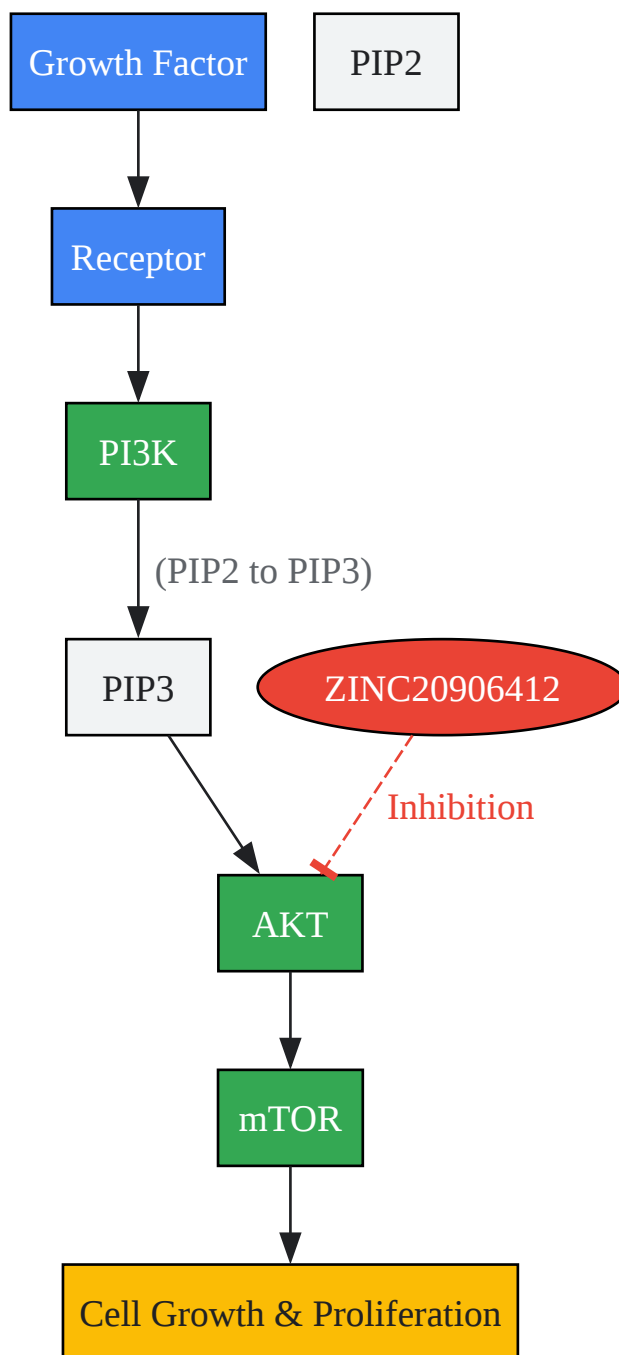 Growth Factor
PIP2
Receptor
PI3K
(PIP2 to PIP3)
PIP3
ZINC20906412
Inhibition
AKT
mTOR
Cell Growth & Proliferation